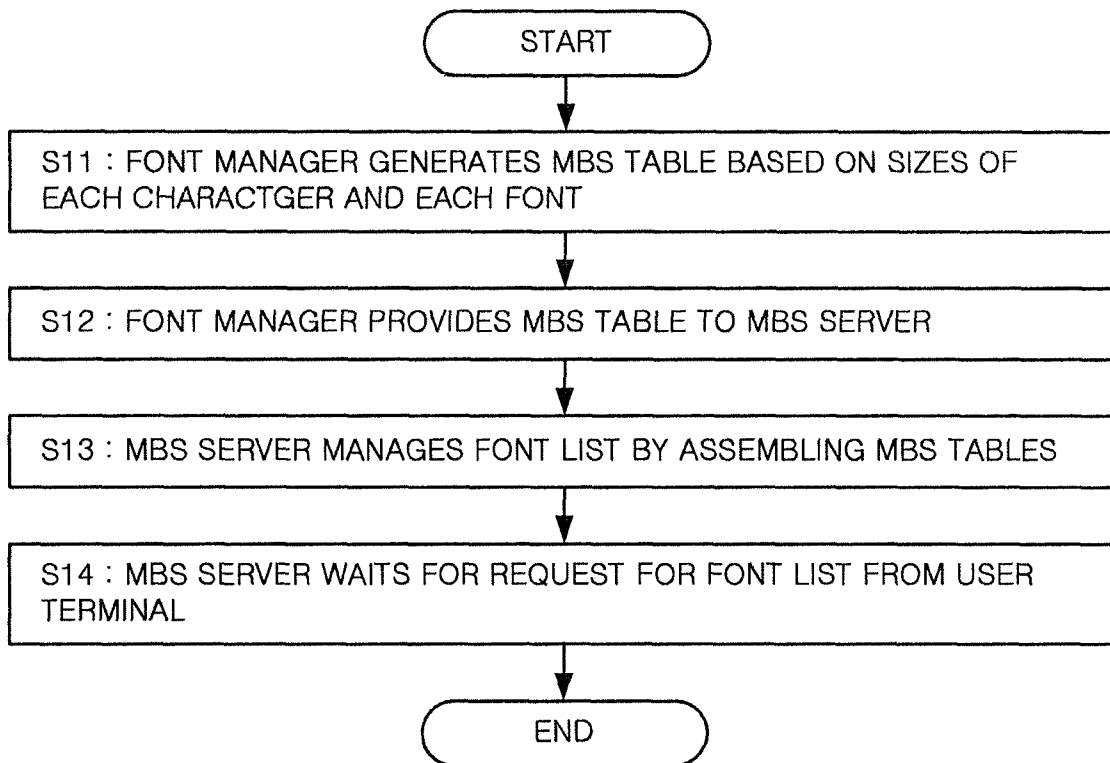 START
S11 : FONT MANAGER GENERATES MBS TABLE BASED ON SIZES OF
EACH CHARACTGER AND EACH FONT
S12 : FONT MANAGER PROVIDES MBS TABLE TO MBS SERVER
S13 : MBS SERVER MANAGES FONT LIST BY ASSEMBLING MBS TABLES
S14 : MBS SERVER WAITS FOR REQUEST FOR FONT LIST FROM USER
TERMINAL
END